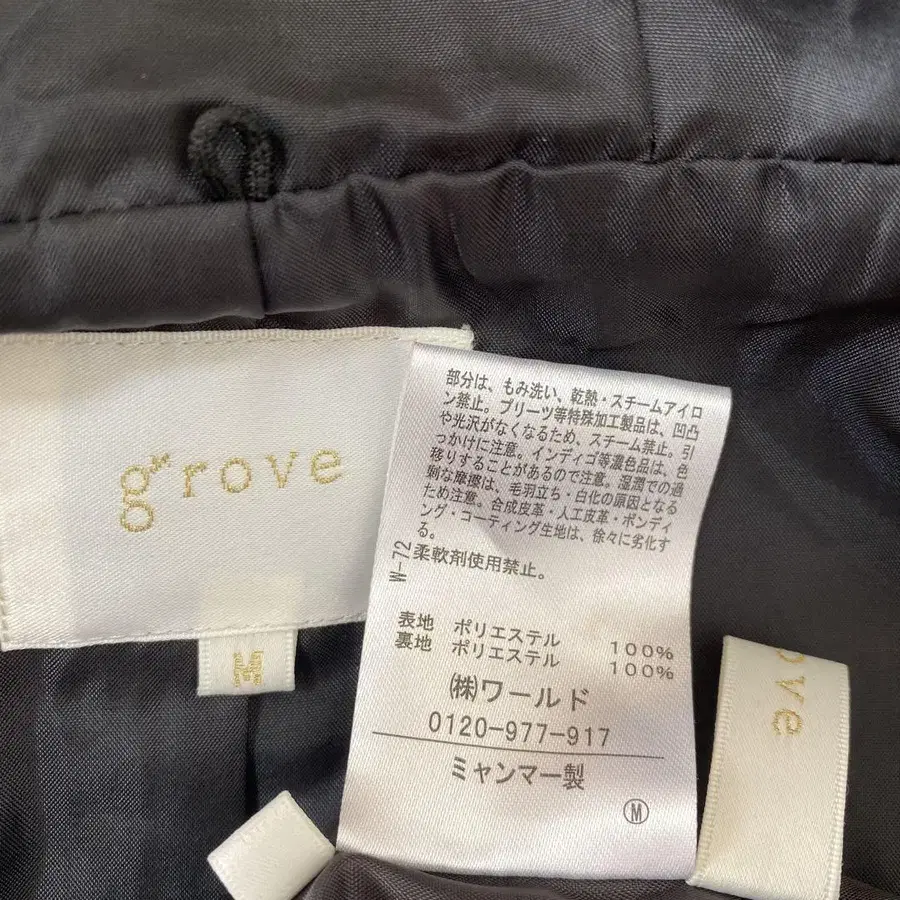 grove
M
部分は、もみ洗い、乾熱・スチームアイロ
ン禁止。プリーツ等特殊加工製品は、凹凸
や光沢がなくなるため、スチーム禁止。引
っかけに注意。インディゴ等濃色品は、色
移りすることがあるので注意。湿潤での過
剰な摩擦は、毛羽立ち・白化の原因となる
ため注意。合成皮革・人工皮革・ボンディ
ング・コーティング生地は、徐々に劣化す
る。
柔軟剤使用禁止。
W-72
表地 ポリエステル 100%
裏地 ポリエステル 100%
㈱ワールド
0120-977-917
ミャンマー製
Ⓜ
ove